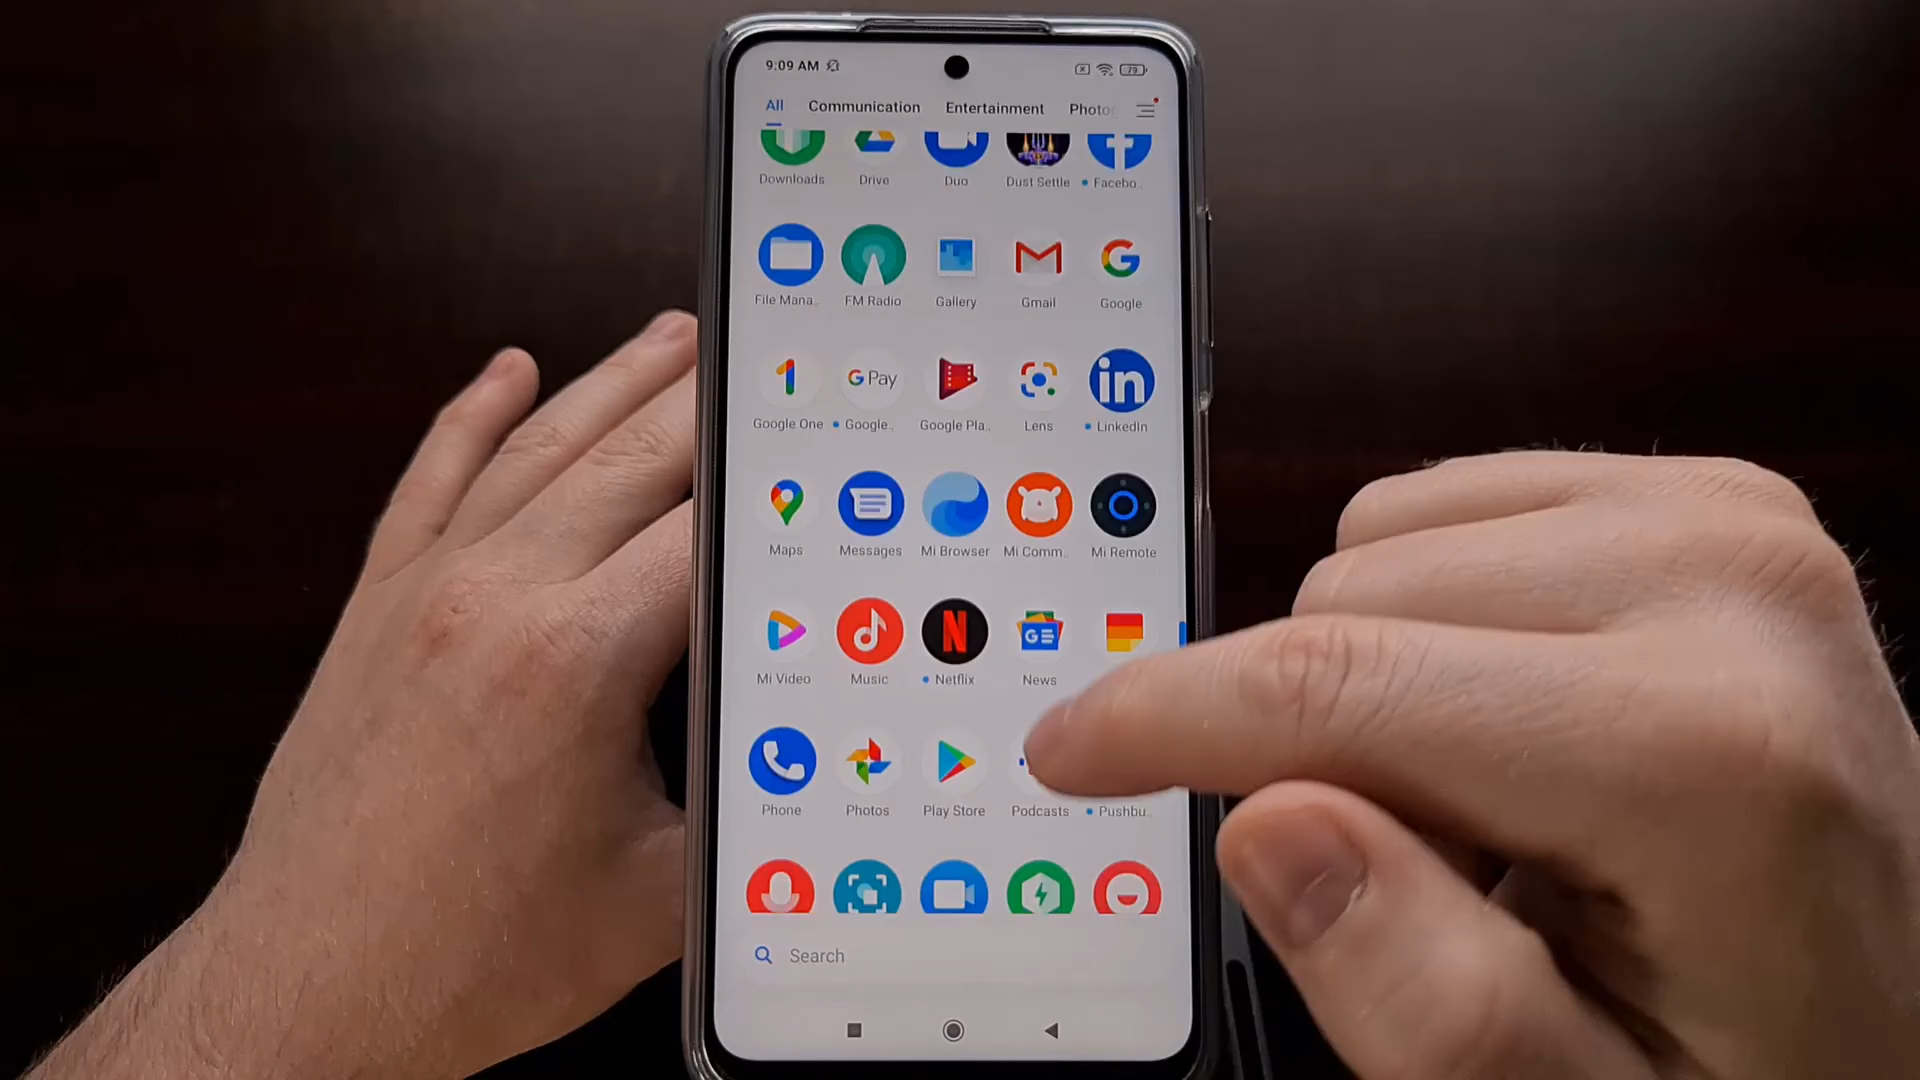 9:09 AM 79
All Communication Entertainment Photo
Downloads Drive Duo Dust Settle Facebo..
File Mana.. FM Radio Gallery Gmail Google
G Pay in
Google One Google.. Google Pla.. Lens LinkedIn
Maps Messages Mi Browser Mi Comm.. Mi Remote
N GE
Mi Video Music Netflix News
Phone Photos Play Store Podcasts Pushbu..
Search